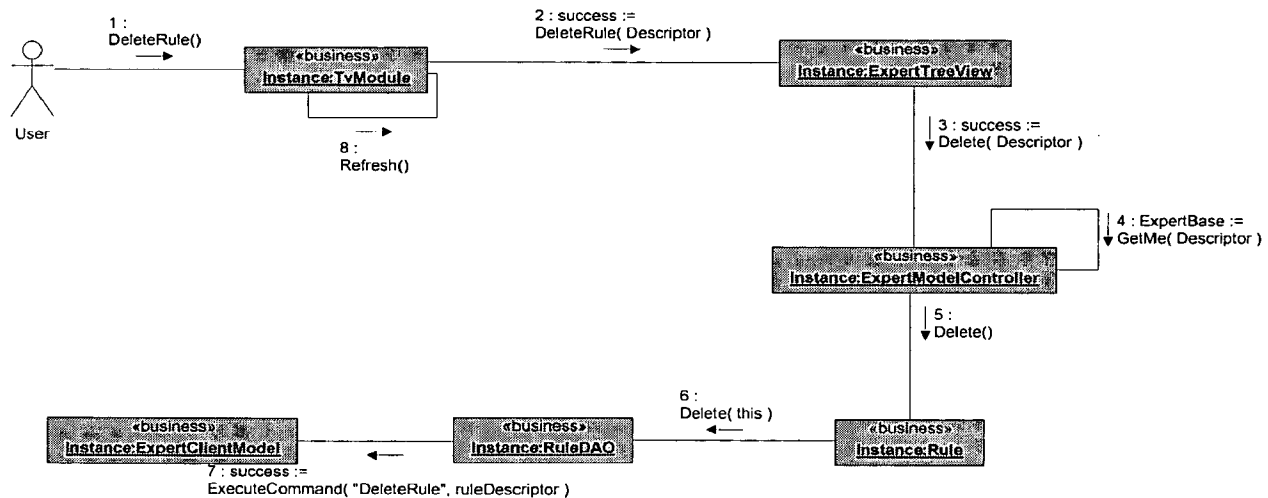 1 :
DeleteRule()
2 : success :=
DeleteRule( Descriptor )
«business»
Instance:TvModule
«business»
Instance:ExpertTreeView
User
8 :
Refresh()
3 : success :=
Delete( Descriptor )
4 : ExpertBase :=
GetMe( Descriptor )
«business»
Instance:ExpertModelController
5 :
Delete()
6 :
Delete( this )
«business»
Instance:ExpertClientModel
«business»
Instance:RuleDAO
«business»
Instance:Rule
7 : success :=
ExecuteCommand( "DeleteRule", ruleDescriptor )